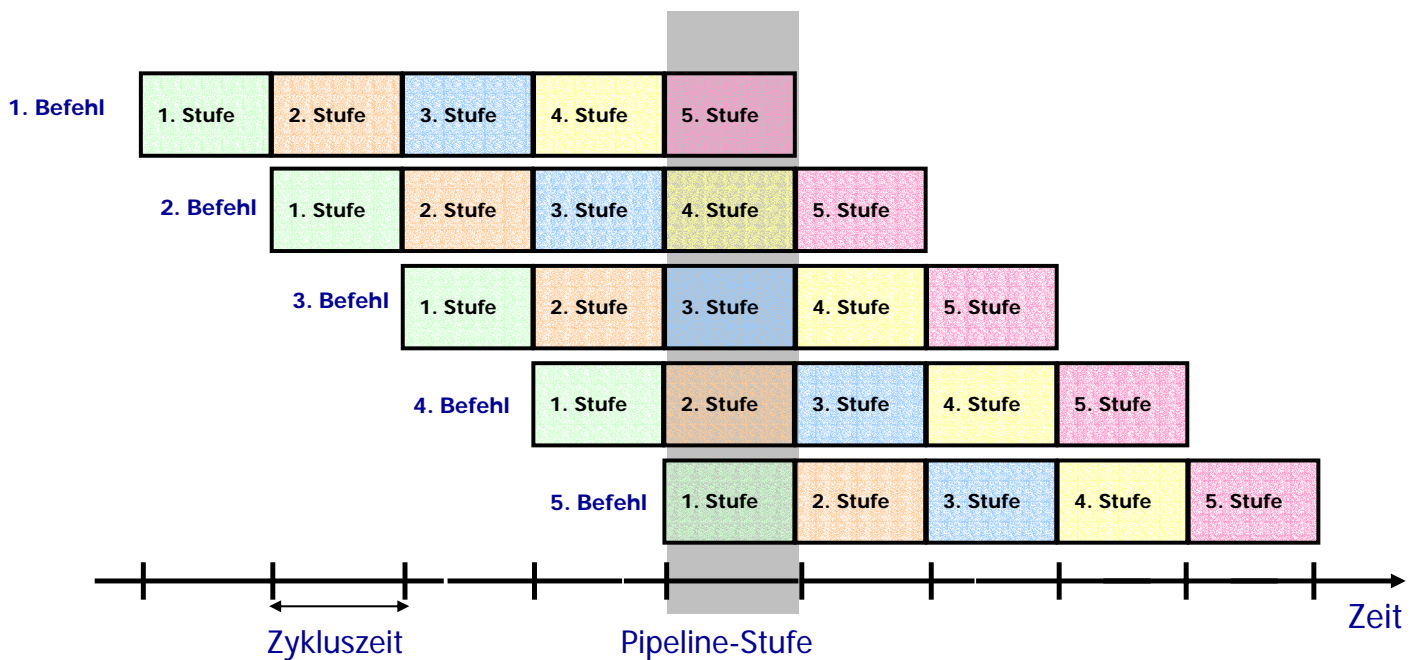 1. Befehl 1. Stufe 2. Stufe 3. Stufe 4. Stufe 5. Stufe
2. Befehl 1. Stufe 2. Stufe 3. Stufe 4. Stufe 5. Stufe
3. Befehl 1. Stufe 2. Stufe 3. Stufe 4. Stufe 5. Stufe
4. Befehl 1. Stufe 2. Stufe 3. Stufe 4. Stufe 5. Stufe
5. Befehl 1. Stufe 2. Stufe 3. Stufe 4. Stufe 5. Stufe
Zeit
Zykluszeit Pipeline-Stufe